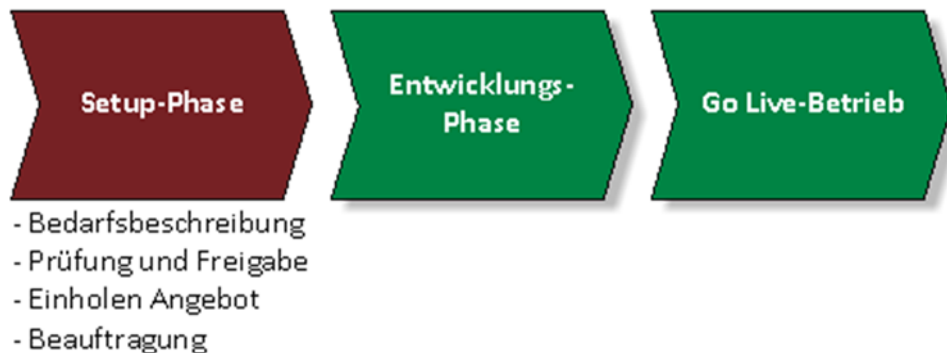 Setup-Phase
Entwicklungs-
Phase
Go Live-Betrieb
- Bedarfsbeschreibung
- Prüfung und Freigabe
- Einholen Angebot
- Beauftragung